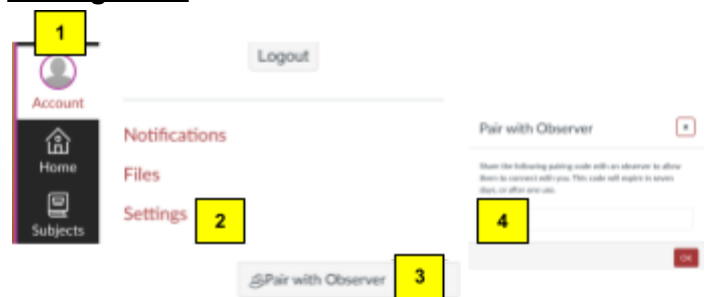 1
Account
Home
Subjects
Logout
Notifications
Files
Settings
2
Pair with Observer
3
Pair with Observer
x
Share the following pairing code with an observer to allow
them to connect with you. This code will expire in seven
days, or after one use.
4
OK